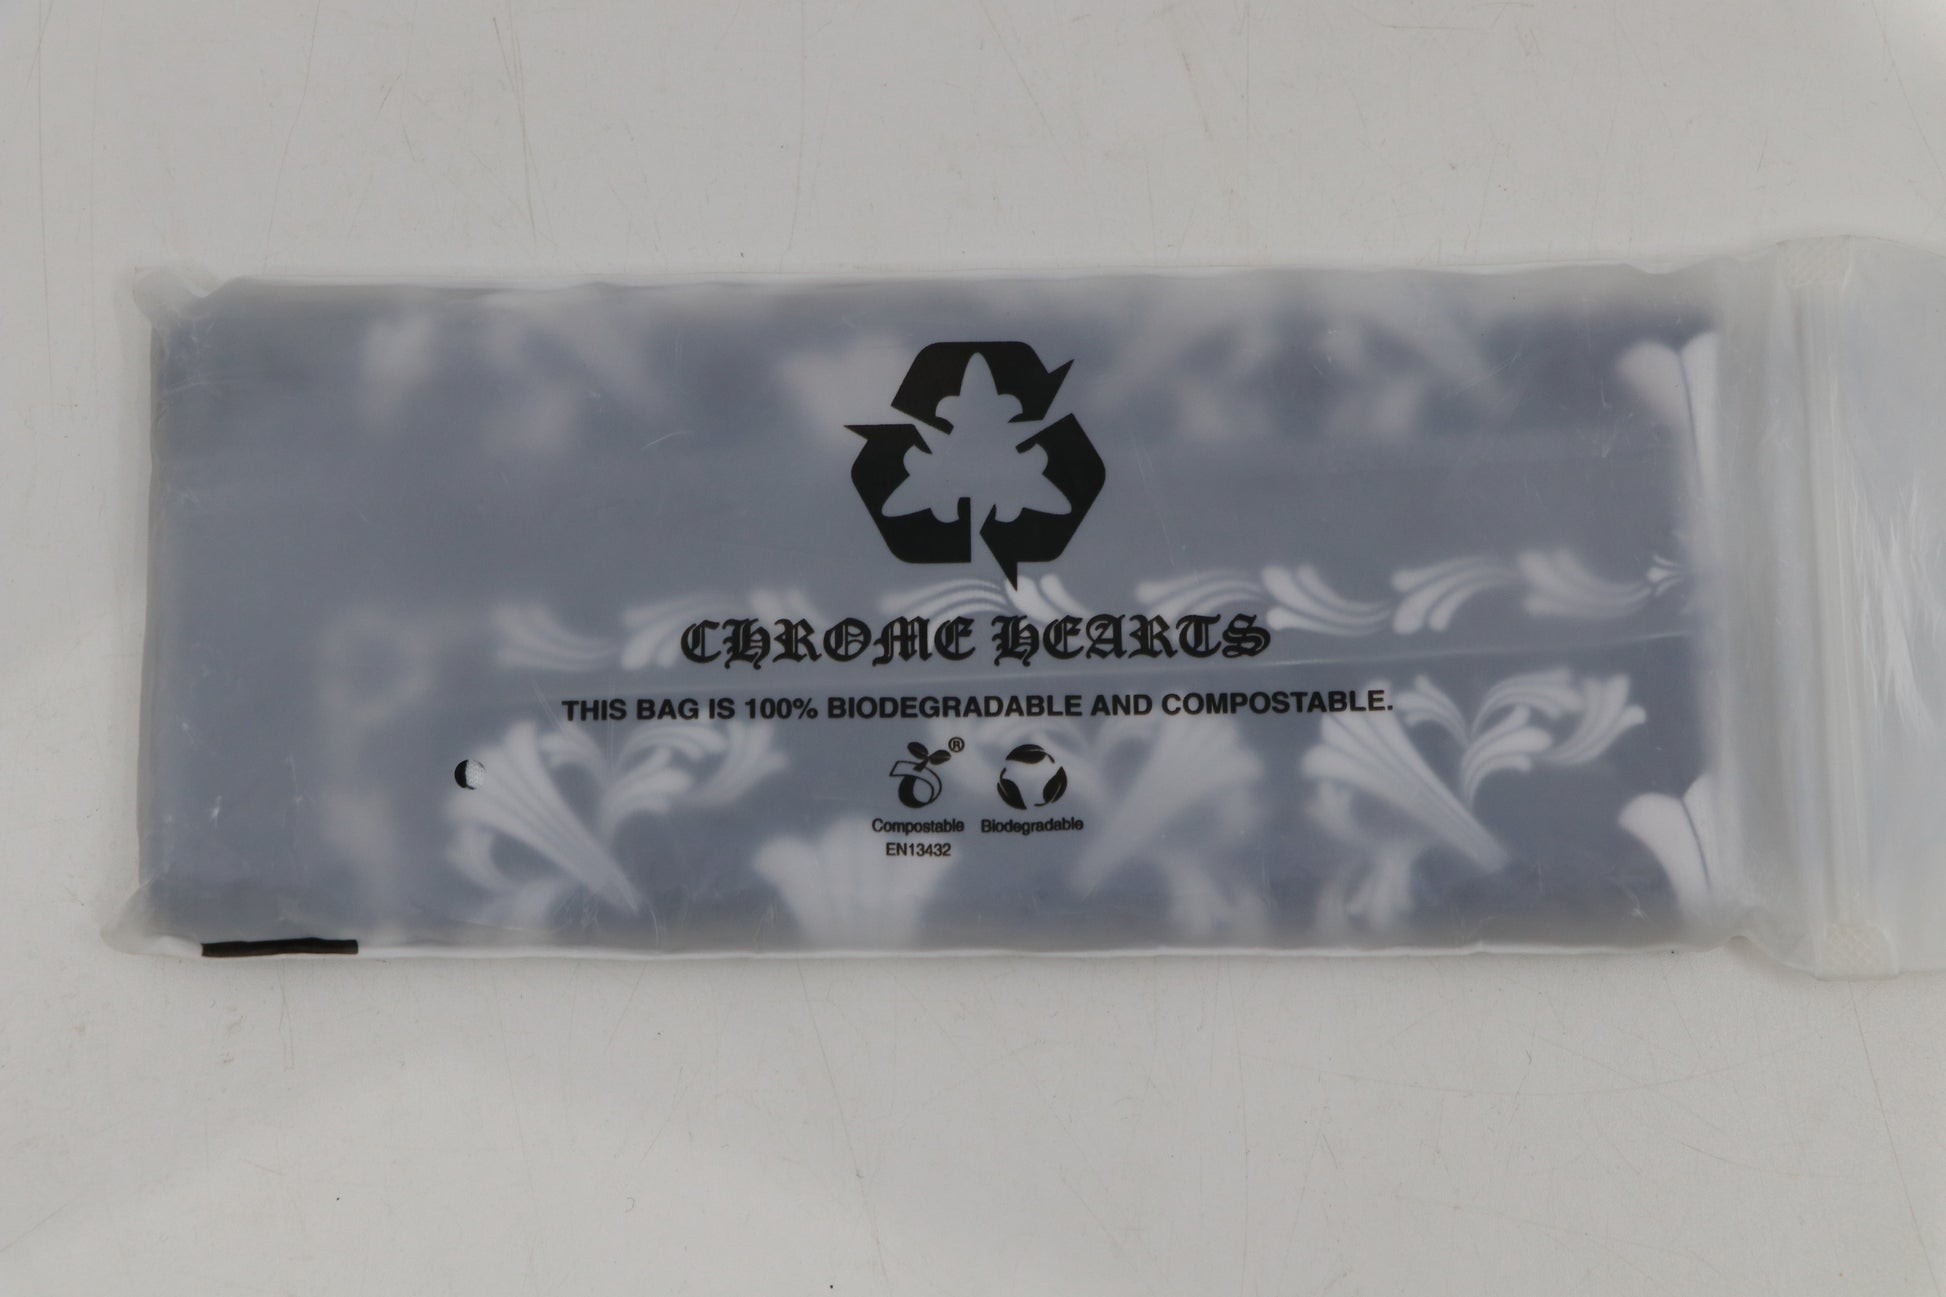 CHROME HEARTS
THIS BAG IS 100% BIODEGRADABLE AND COMPOSTABLE.
®
Compostable Biodegradable
EN13432